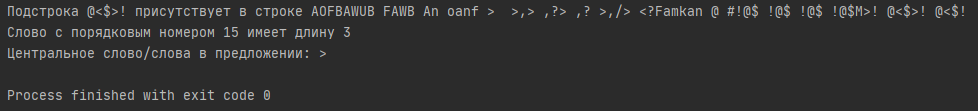 Подстрока @<$>! присутствует в строке AOFBAWUB FAWB An oanf >  >,> ,?> ,? >,/> <?Famkan @ #!@$ !@$ !@$ !@$M>! @<$>! @<$!
Слово с порядковым номером 15 имеет длину 3
Центральное слово/слова в предложении: >
Process finished with exit code 0